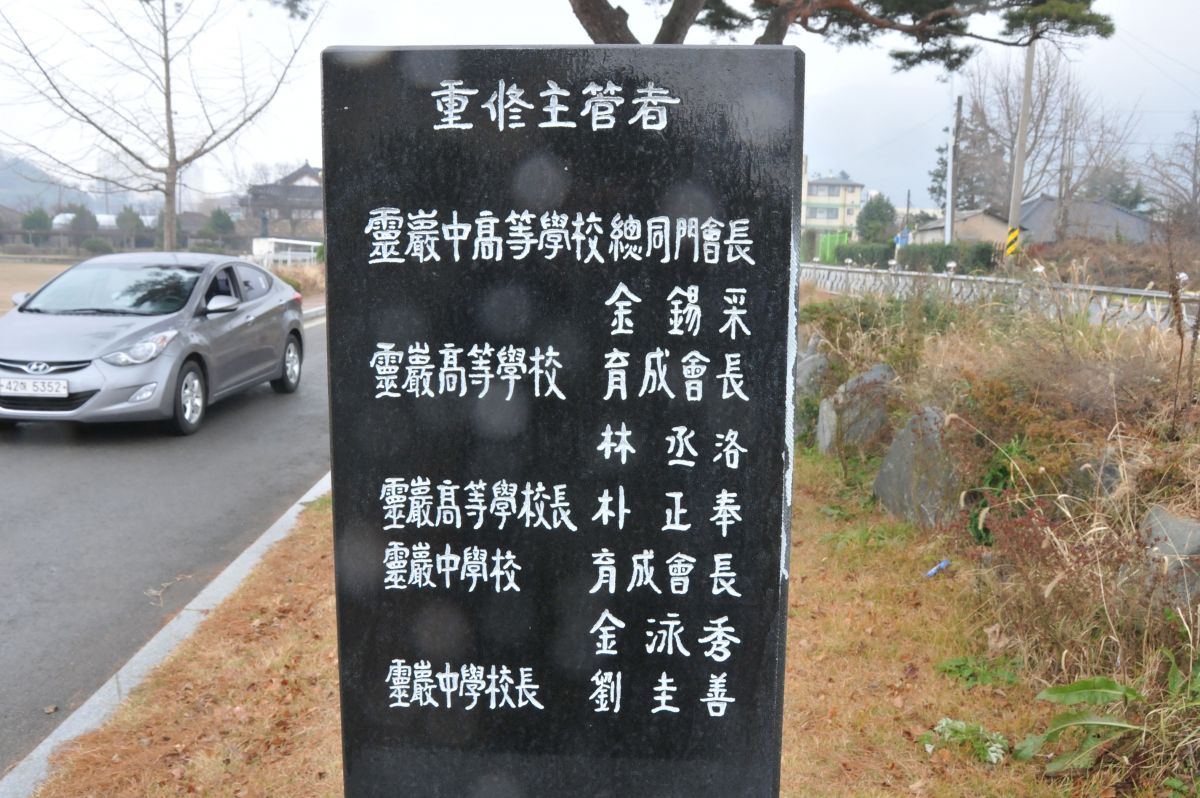 重修主管者
靈巖中高等學校總同門會長
金錫采
靈巖高等學校 育成會長
林丞洛
靈巖高等學校長 朴正奉
靈巖中學校 育成會長
金泳秀
靈巖中學校長 劉圭善
5352